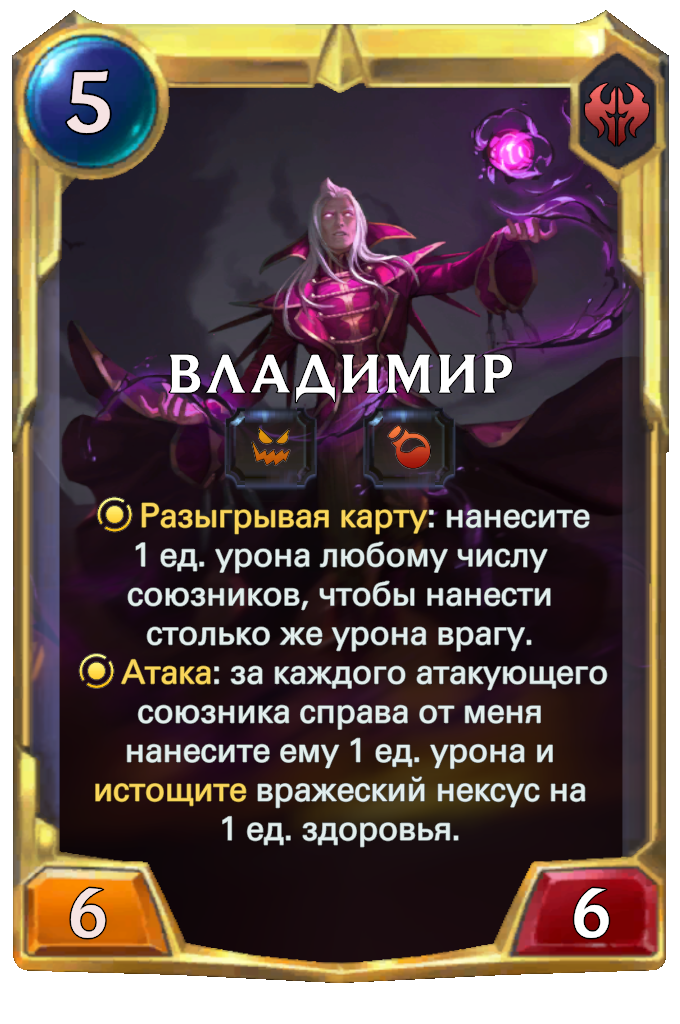 5
ВЛАДИМИР
Разыгрывая карту: нанесите
1 ед. урона любому числу
союзников, чтобы нанести
столько же урона врагу.
Атака: за каждого атакующего
союзника справа от меня
нанесите ему 1 ед. урона и
истощите вражеский нексус на
1 ед. здоровья.
6
6